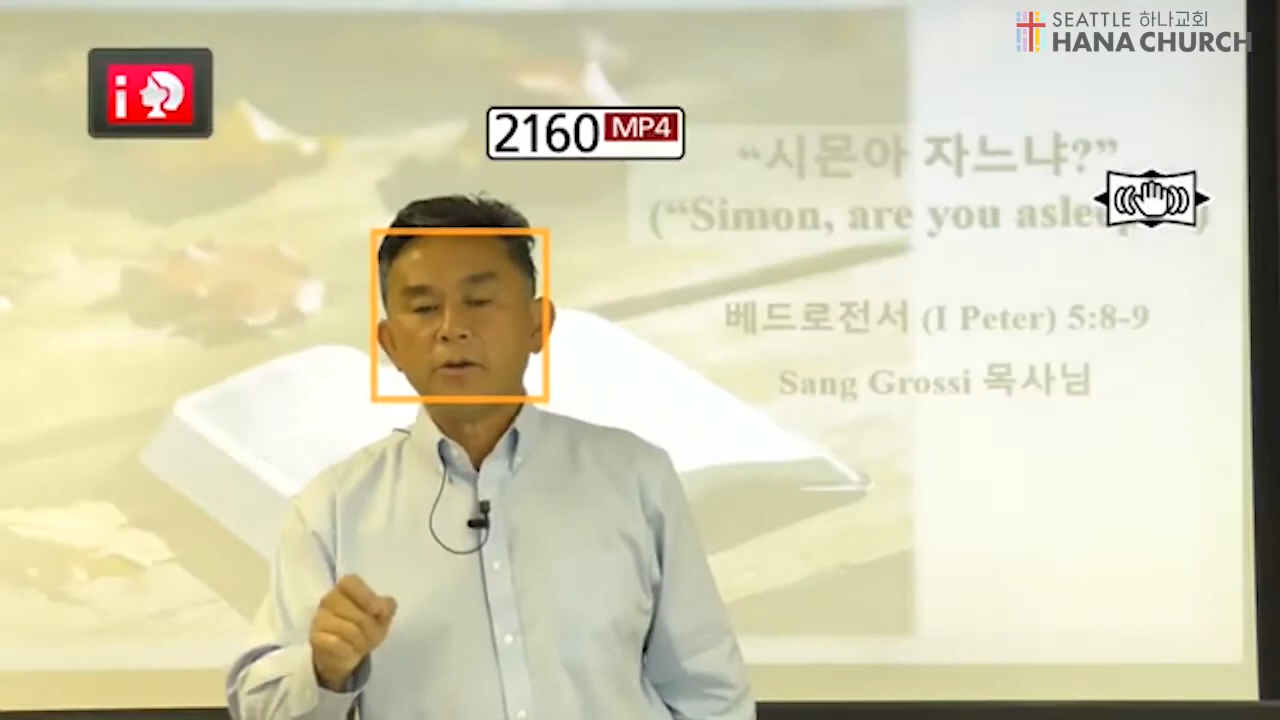 SEATTLE 하나교회
HANA CHURCH
i
2160 MP4
“시몬아 자느냐?”
(“Simon, are you
베드로전서 (I Peter) 5:8-9
Sang Grossi 목사님